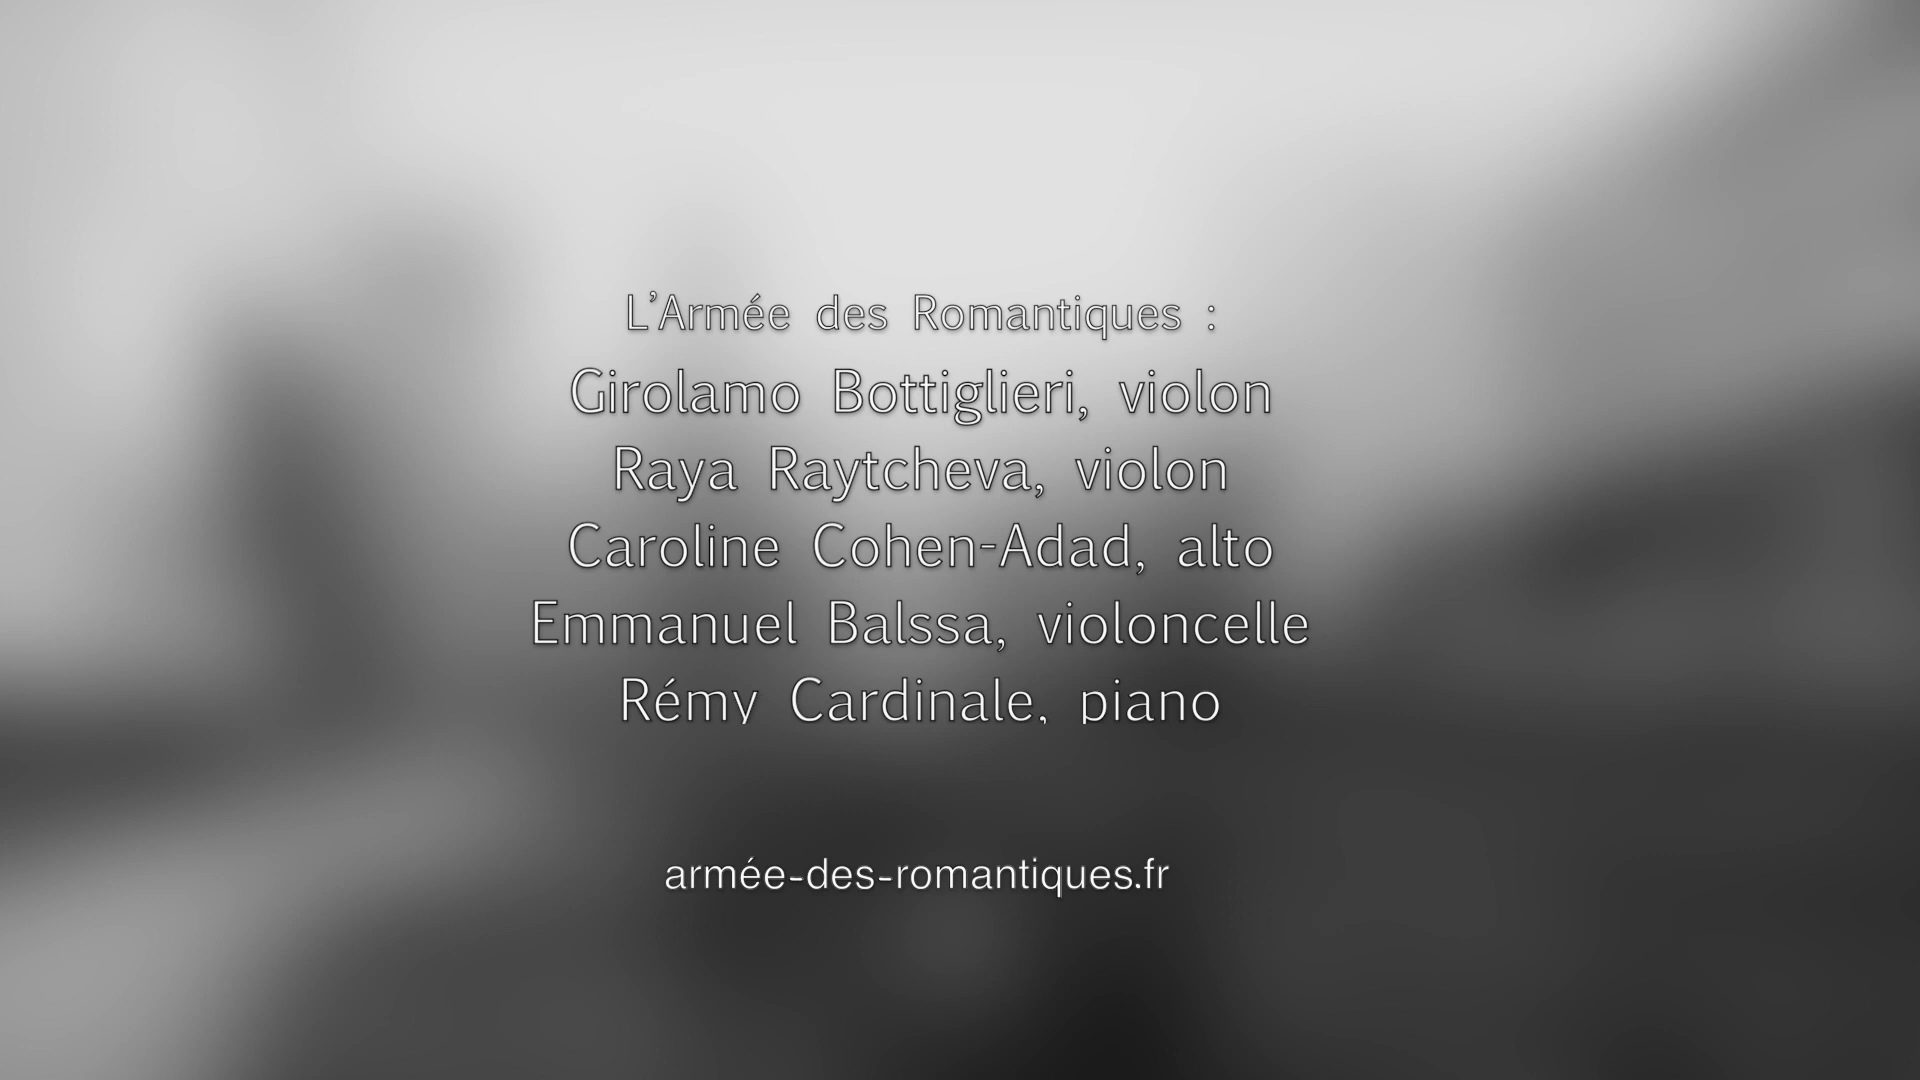 L’Armée des Romantiques :
Girolamo Bottiglieri, violon
Raya Raytcheva, violon
Caroline Cohen-Adad, alto
Emmanuel Balssa, violoncelle
Rémy Cardinale, piano
armée-des-romantiques.fr